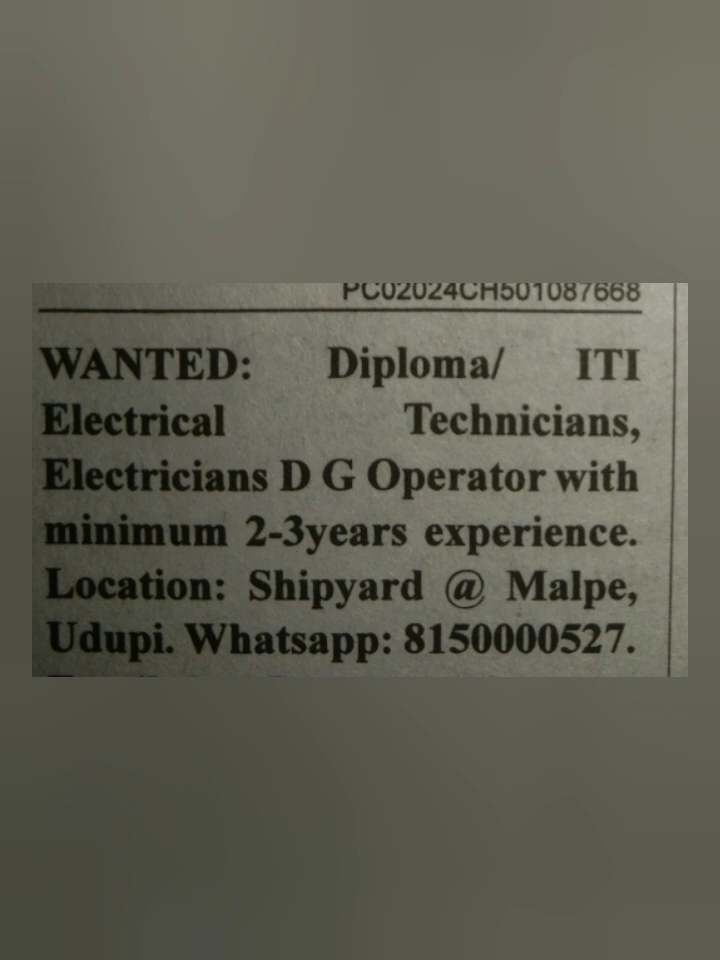 PC02024CH501087668
WANTED: Diploma/ ITI
Electrical Technicians,
Electricians D G Operator with
minimum 2-3years experience.
Location: Shipyard @ Malpe,
Udupi. Whatsapp: 8150000527.